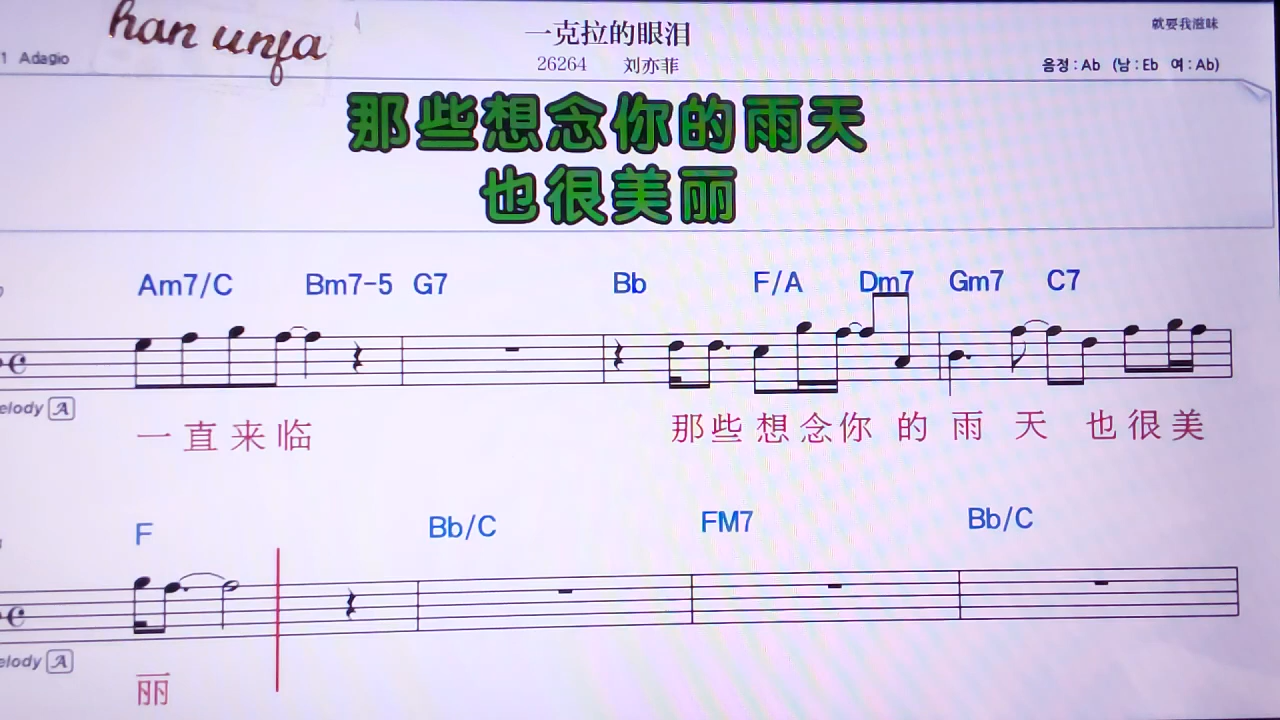 han unja
一克拉的眼泪
就要我滋味
1 Adagio
26264 刘亦菲
음정 : Ab (남 : Eb 여 : Ab)
那些想念你的雨天
也很美丽
Am7/C Bm7-5 G7 Bb F/A Dm7 Gm7 C7
elody A
一直来临 那些想念你的雨天也很美
F Bb/C FM7 Bb/C
elody A
丽